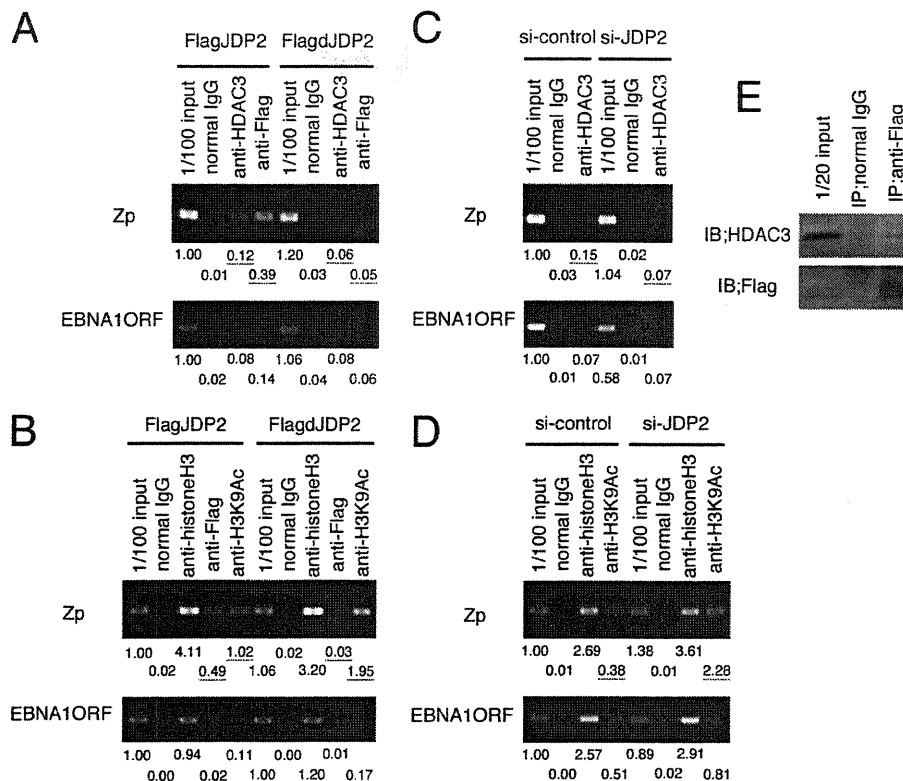 A
FlagJDP2 FlagdJDP2
1/100 input
normal IgG
anti-HDAC3
anti-Flag
1/100 input
normal IgG
anti-HDAC3
anti-Flag
Zp
1.00 0.12 1.20 0.06
0.01 0.39 0.03 0.05
EBNA1ORF
1.00 0.08 1.06 0.08
0.02 0.14 0.04 0.06
B
FlagJDP2 FlagdJDP2
1/100 input
normal IgG
anti-histoneH3
anti-Flag
anti-H3K9Ac
1/100 input
normal IgG
anti-histoneH3
anti-Flag
anti-H3K9Ac
Zp
1.00 4.11 1.02 0.02 0.03
0.02 0.49 1.06 3.20 1.95
EBNA1ORF
1.00 0.94 0.11 0.00 0.01
0.00 0.02 1.00 1.20 0.17
C
si-control si-JDP2
1/100 input
normal IgG
anti-HDAC3
1/100 input
normal IgG
anti-HDAC3
Zp
1.00 0.15 0.02
0.03 1.04 0.07
EBNA1ORF
1.00 0.07 0.01
0.01 0.58 0.07
D
si-control si-JDP2
1/100 input
normal IgG
anti-histoneH3
anti-H3K9Ac
1/100 input
normal IgG
anti-histoneH3
anti-H3K9Ac
Zp
1.00 2.69 1.38 3.61
0.01 0.38 0.01 2.28
EBNA1ORF
1.00 2.57 0.89 2.91
0.00 0.51 0.02 0.81
E
1/20 input
IP;normal IgG
IP;anti-Flag
IB;HDAC3
IB;Flag